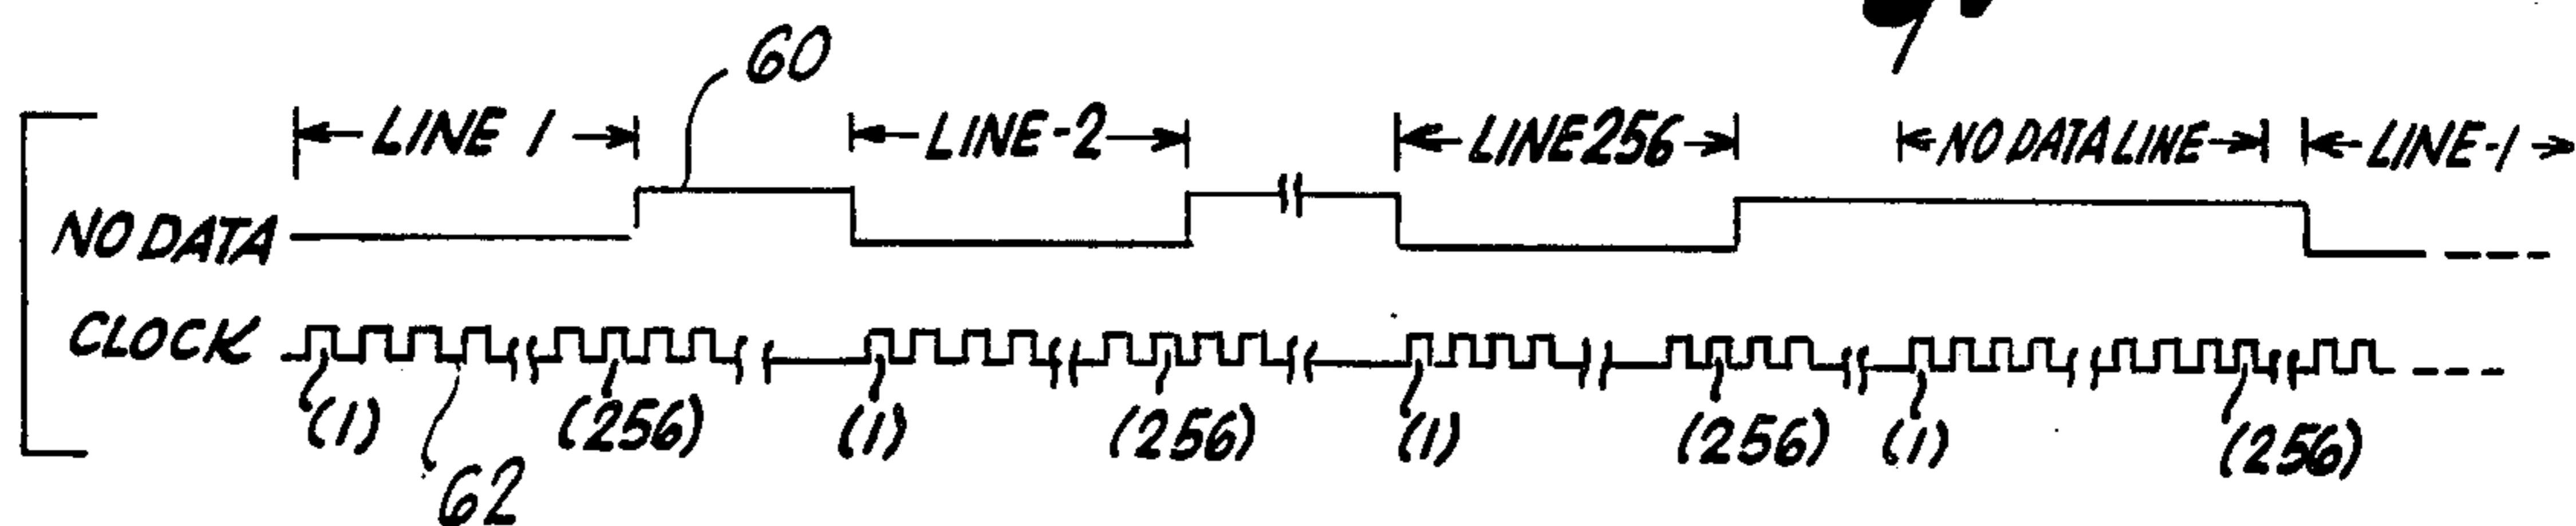 60
LINE 1 LINE-2 LINE 256 NO DATA LINE LINE-1
NO DATA
CLOCK
(1) (256) (1) (256) (1) (256) (1) (256)
62